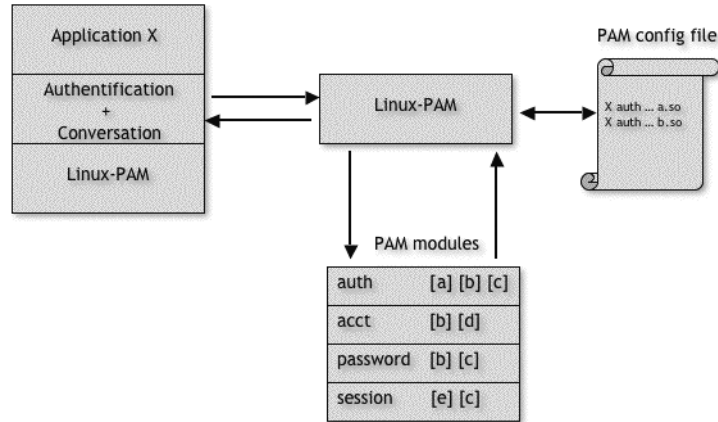 Application X
Authentification
+
Conversation
Linux-PAM
Linux-PAM
PAM config file
X auth ... a.so
X auth ... b.so
PAM modules
auth [a] [b] [c]
acct [b] [d]
password [b] [c]
session [e] [c]